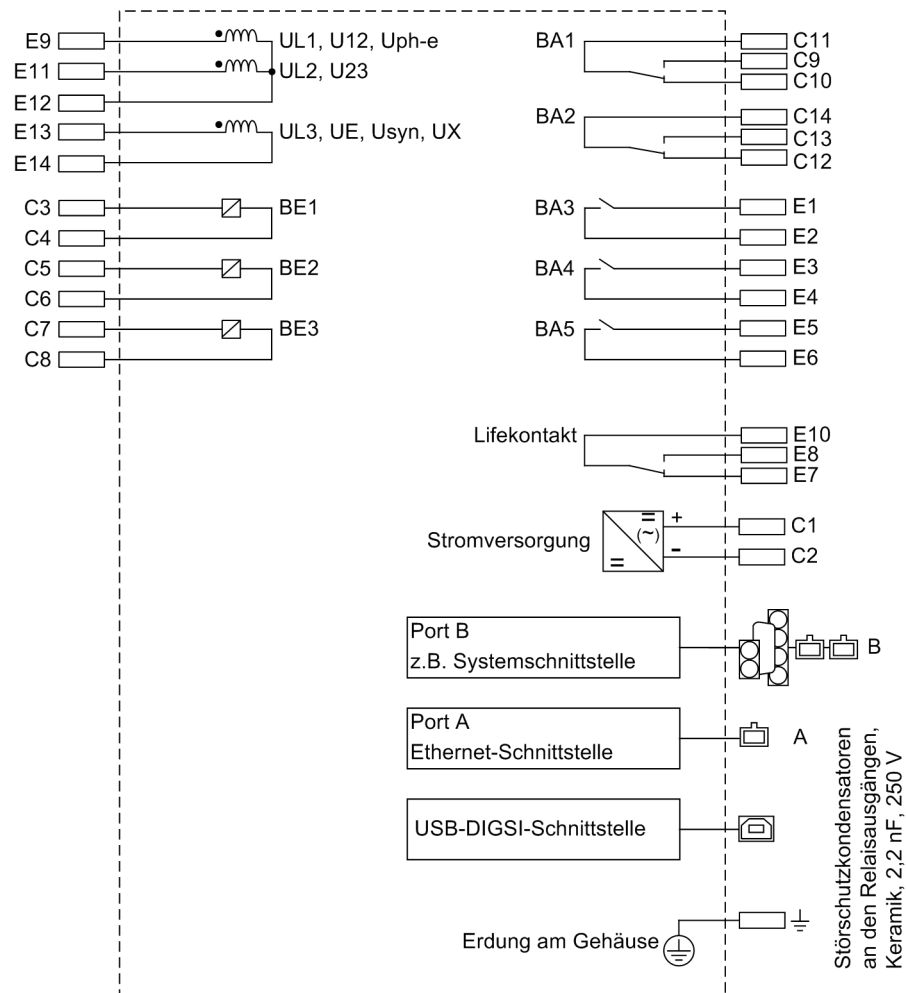 E9 UL1, U12, Uph-e
E11 UL2, U23
E12
E13 UL3, UE, Usyn, UX
E14
C3 BE1
C4
C5 BE2
C6
C7 BE3
C8
BA1 C11
C9
C10
BA2 C14
C13
C12
BA3 E1
E2
BA4 E3
E4
BA5 E5
E6
Lifekontakt E10
E8
E7
Stromversorgung = (~) = + C1
- C2
Port B
z.B. Systemschnittstelle
B
Port A
Ethernet-Schnittstelle
A
USB-DIGSI-Schnittstelle
Erdung am Gehäuse
Störschutzkondensatoren
an den Relaisausgängen,
Keramik, 2,2 nF, 250 V